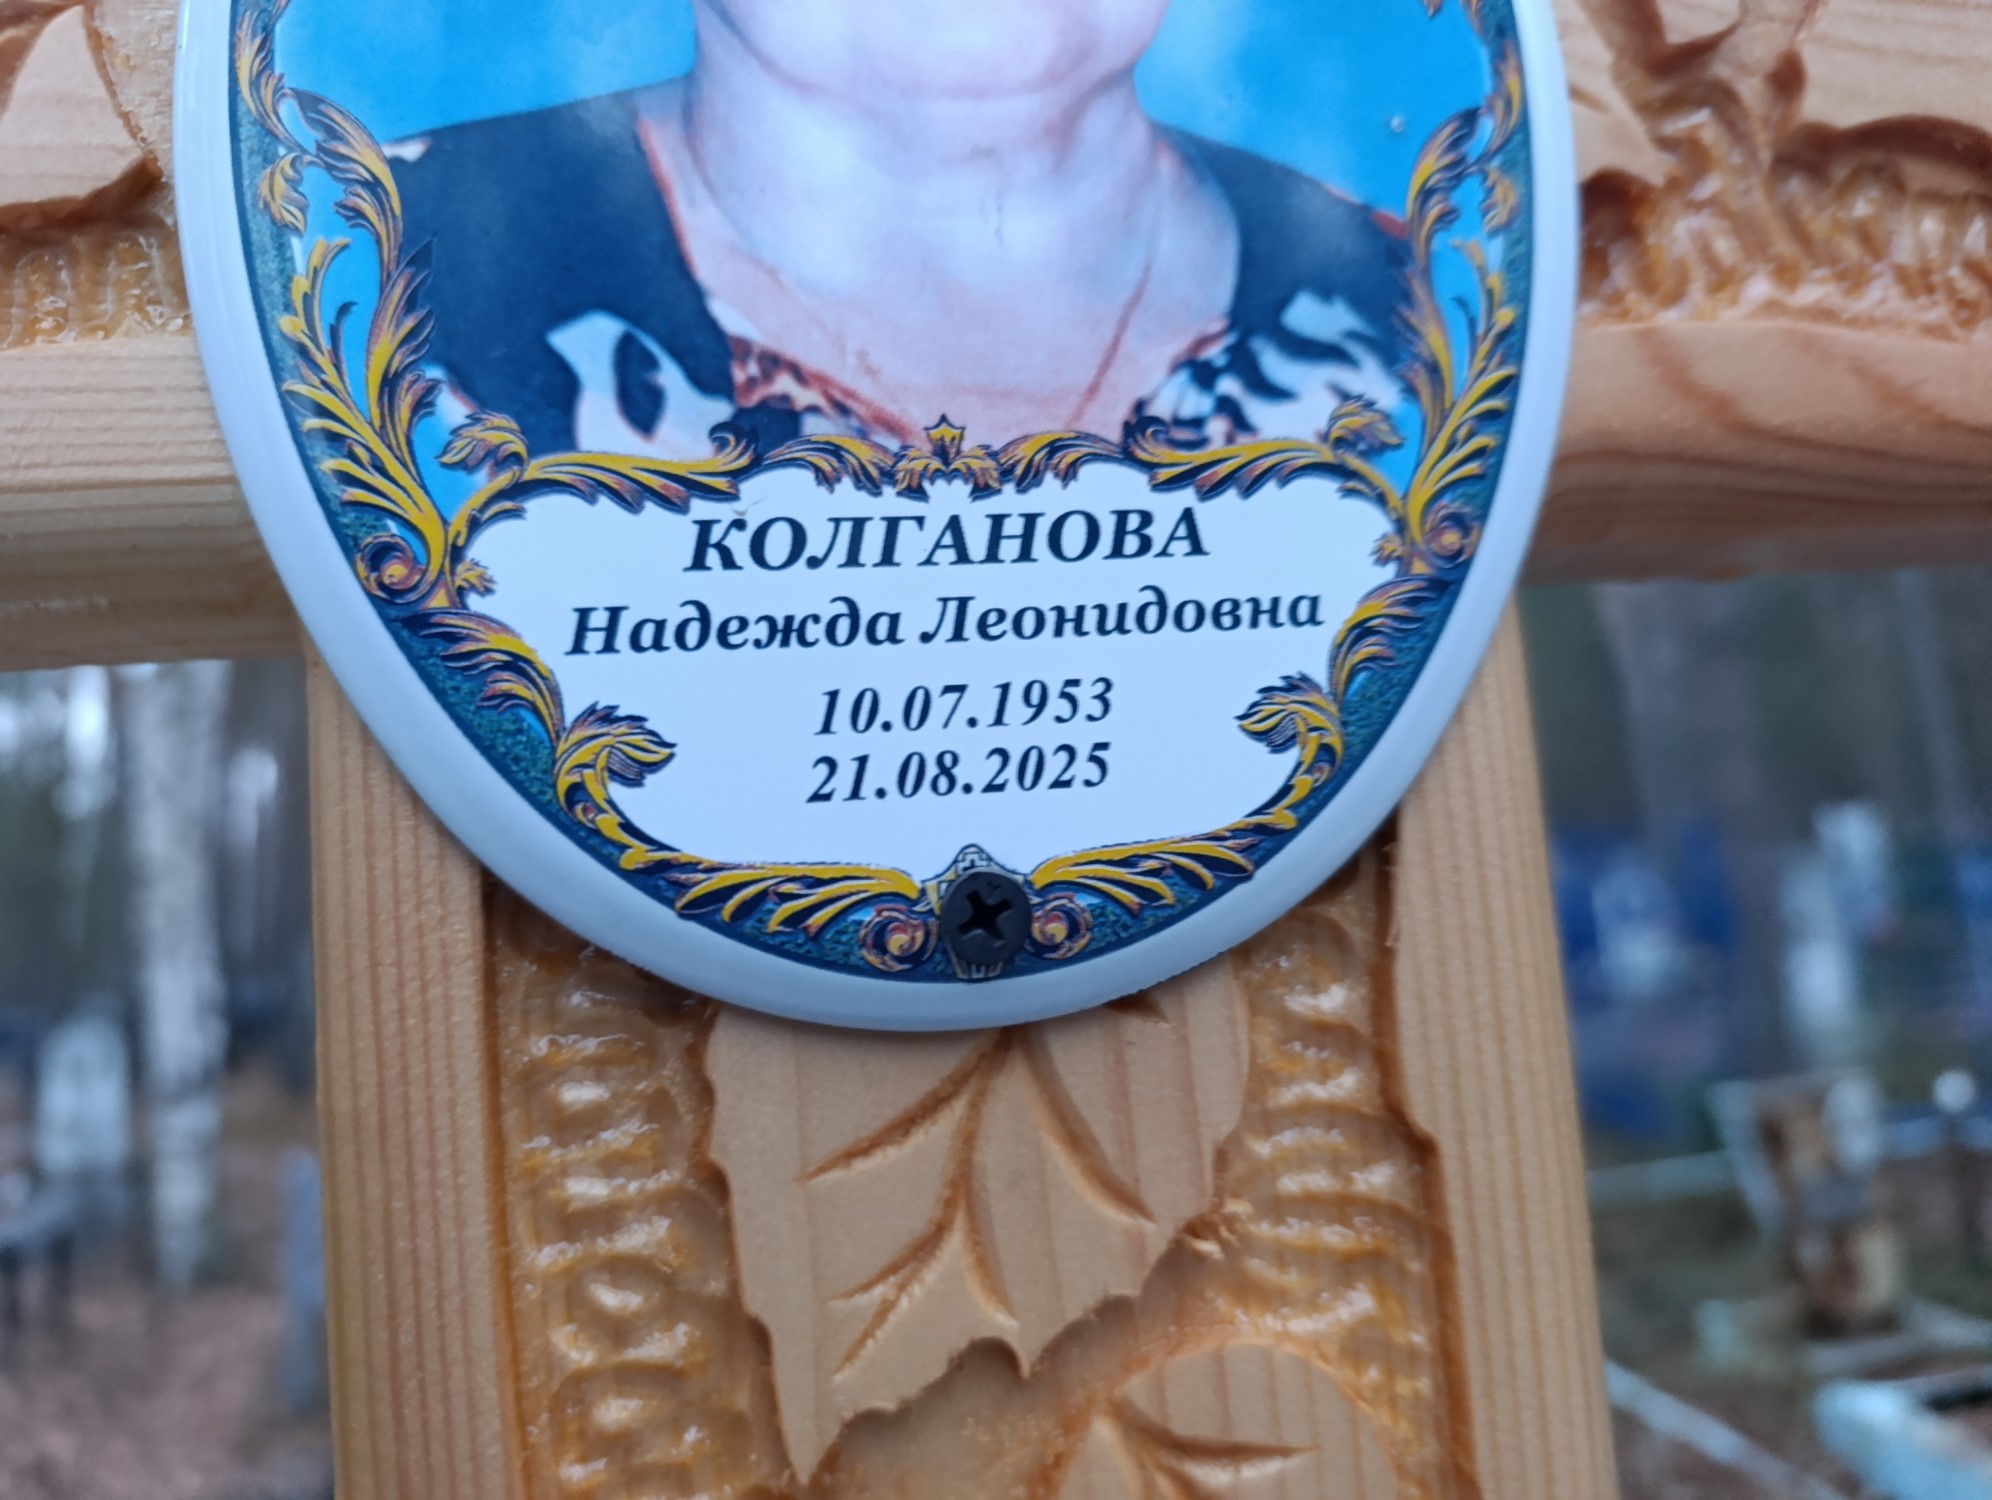 КОЛГАНОВА
Надежда Леонидовна
10.07.1953
21.08.2025